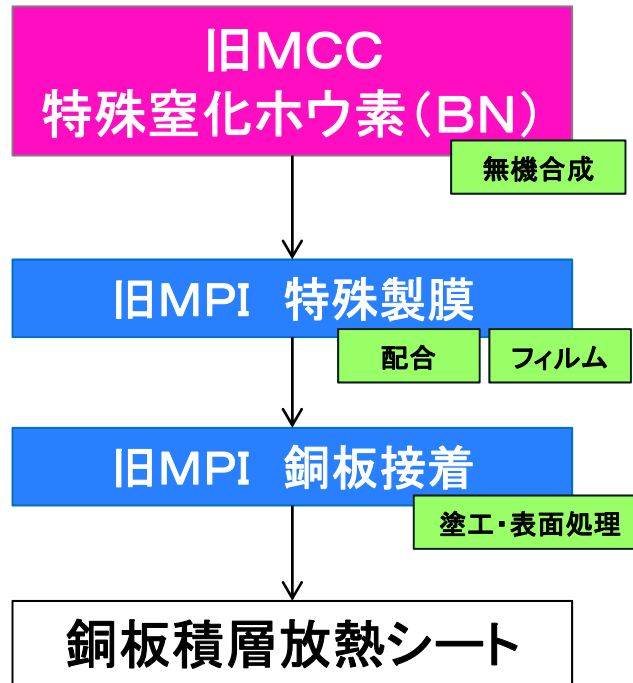 旧MCC
特殊窒化ホウ素(BN)
無機合成
旧MPI 特殊製膜
配合
フィルム
旧MPI 銅板接着
塗工・表面処理
銅板積層放熱シート